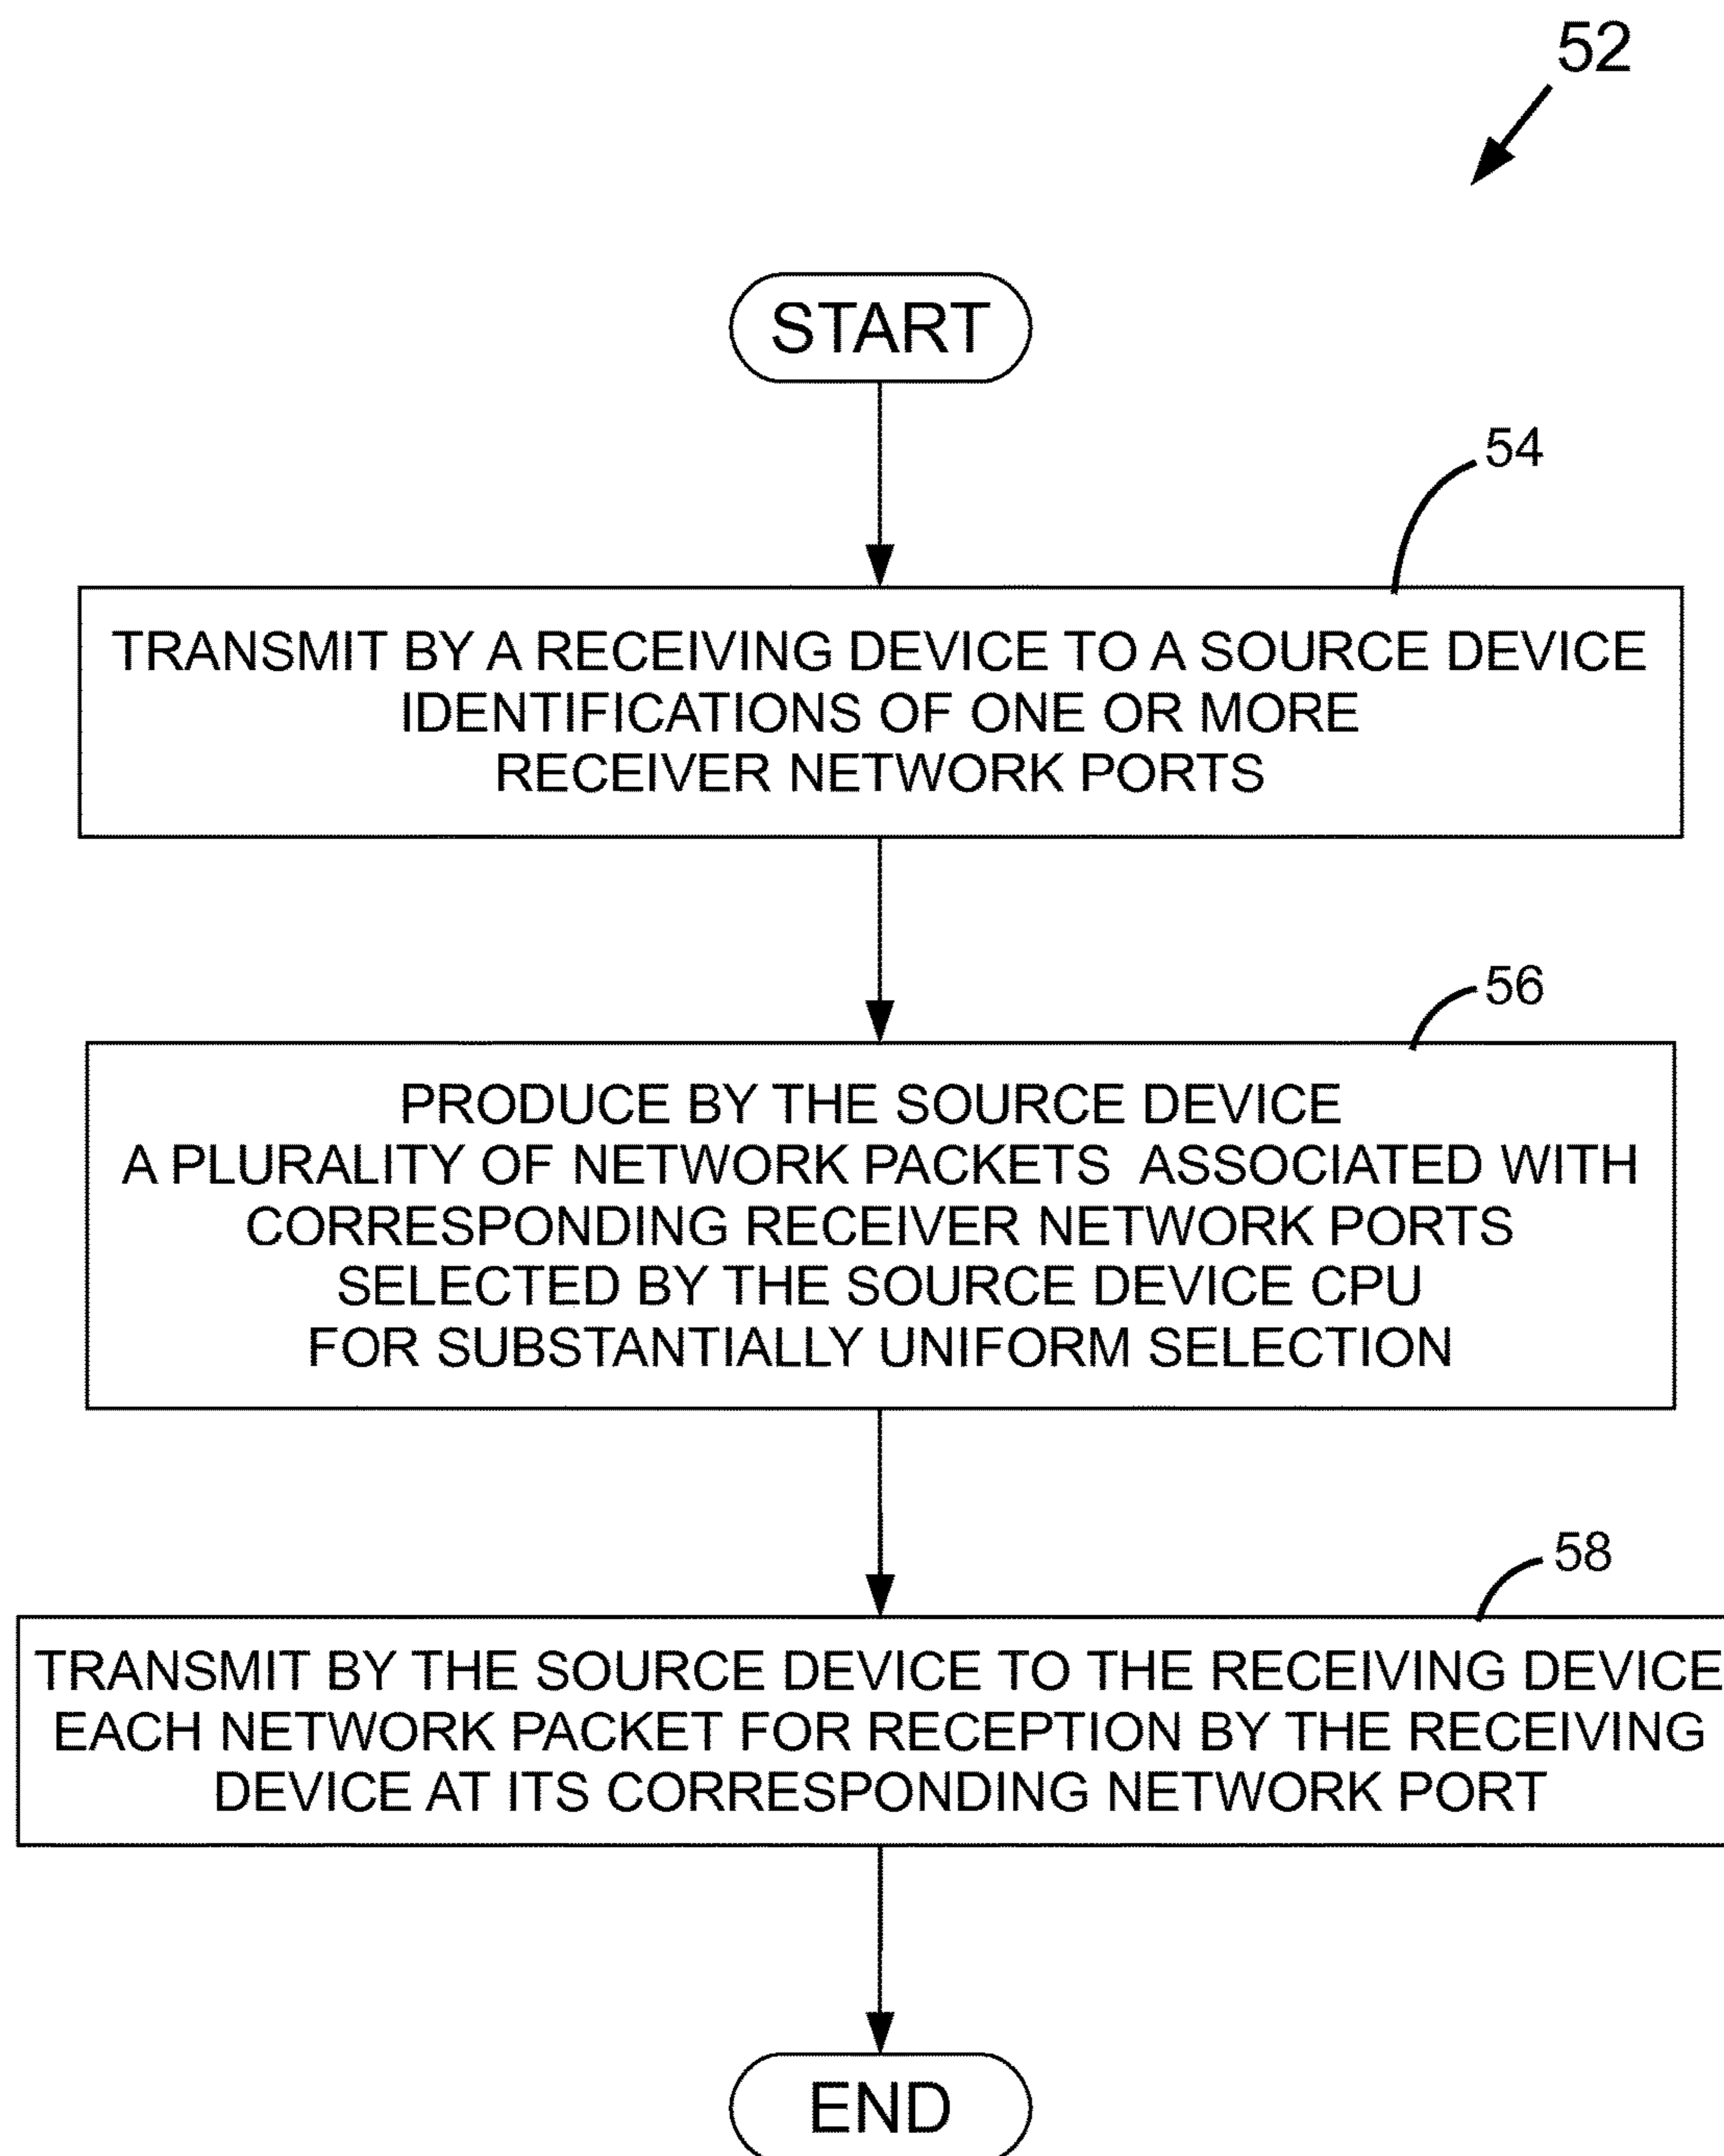 52
START
54
TRANSMIT BY A RECEIVING DEVICE TO A SOURCE DEVICE
IDENTIFICATIONS OF ONE OR MORE
RECEIVER NETWORK PORTS
56
PRODUCE BY THE SOURCE DEVICE
A PLURALITY OF NETWORK PACKETS ASSOCIATED WITH
CORRESPONDING RECEIVER NETWORK PORTS
SELECTED BY THE SOURCE DEVICE CPU
FOR SUBSTANTIALLY UNIFORM SELECTION
58
TRANSMIT BY THE SOURCE DEVICE TO THE RECEIVING DEVICE
EACH NETWORK PACKET FOR RECEPTION BY THE RECEIVING
DEVICE AT ITS CORRESPONDING NETWORK PORT
END